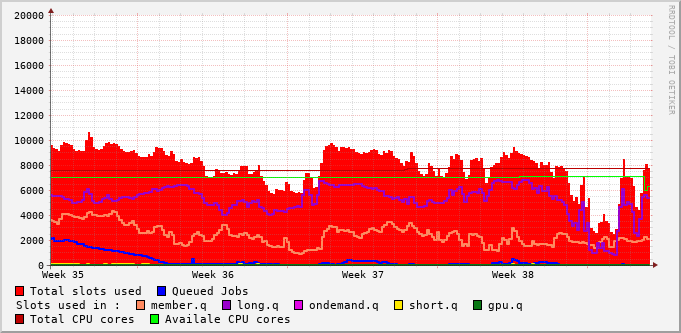 20000
18000
16000
14000
12000
10000
8000
6000
4000
2000
0
Week 35 Week 36 Week 37 Week 38
RRDTOOL / TOBI OETIKER
Total slots used Queued Jobs
Slots used in : member.q long.q ondemand.q short.q gpu.q
Total CPU cores Availale CPU cores